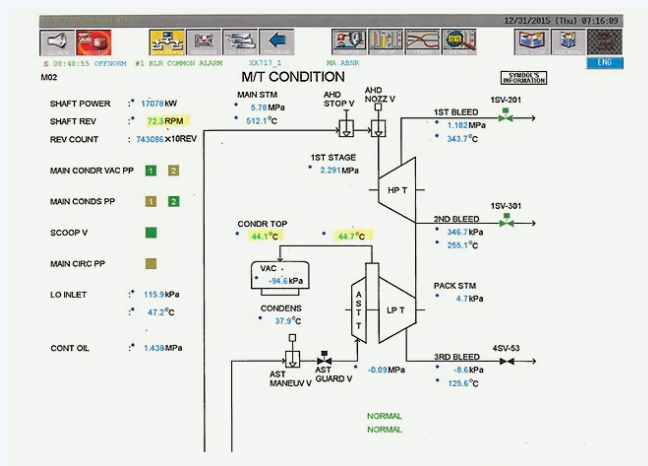 12/31/2015 (Thu) 07:16:09
E 08:48:55 OFFNORM #1 BLR COMMON ALARM XA717_1 MA ABNR ENG
M02
M/T CONDITION
SYMBOL'S
INFORMATION
SHAFT POWER : 17078 kW
SHAFT REV : 72.3 RPM
REV COUNT : 743086 X10REV
MAIN CONDR VAC PP 1 2
MAIN CONDS PP 1 2
SCOOP V
MAIN CIRC PP
LO INLET : 115.9 kPa
: 47.2°C
CONT OIL : 1.438 MPa
MAIN STM
5.78 MPa
512.1°C
AHD
STOP V
AHD
NOZZ V
1ST STAGE
2.291 MPa
HP T
1ST BLEED
1.182 MPa
343.7°C
1SV-201
2ND BLEED
346.7 kPa
255.1°C
1SV-301
CONDR TOP
44.1°C
44.7°C
VAC
-94.6 kPa
CONDENS
37.9°C
AST T
LP T
PACK STM
4.7 kPa
AST
MANEUV V
AST
GUARD V
-0.09 MPa
3RD BLEED
-8.6 kPa
125.6°C
4SV-53
NORMAL
NORMAL